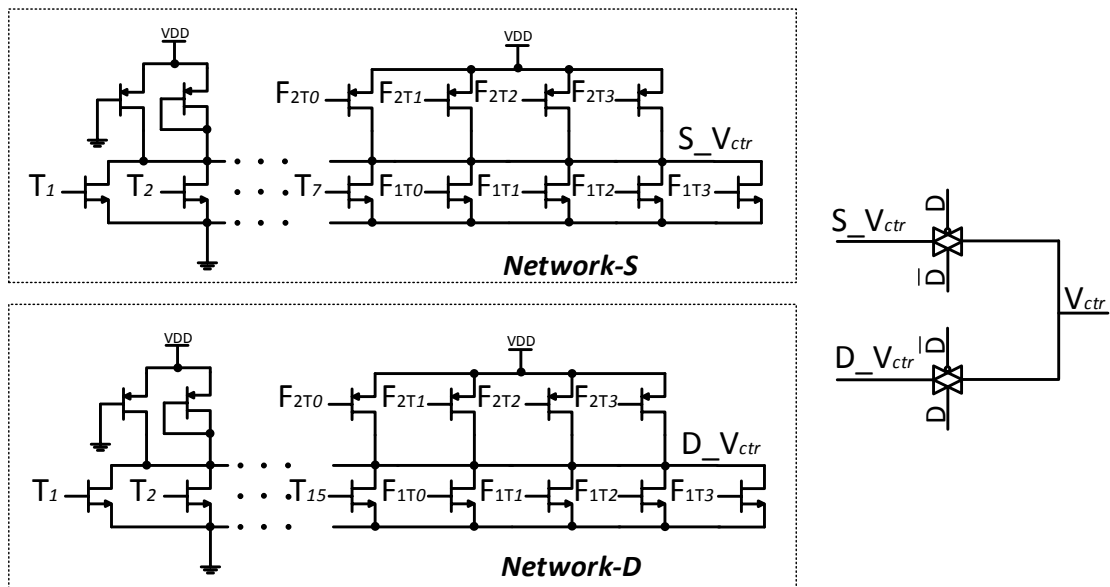 VDD VDD
F2T0 F2T1 F2T2 F2T3
S_Vctr
T1 T2 T7 F1T0 F1T1 F1T2 F1T3
Network-S
VDD VDD
F2T0 F2T1 F2T2 F2T3
D_Vctr
T1 T2 T15 F1T0 F1T1 F1T2 F1T3
Network-D
D
S_Vctr
D̅
Vctr
D̅
D_Vctr
D